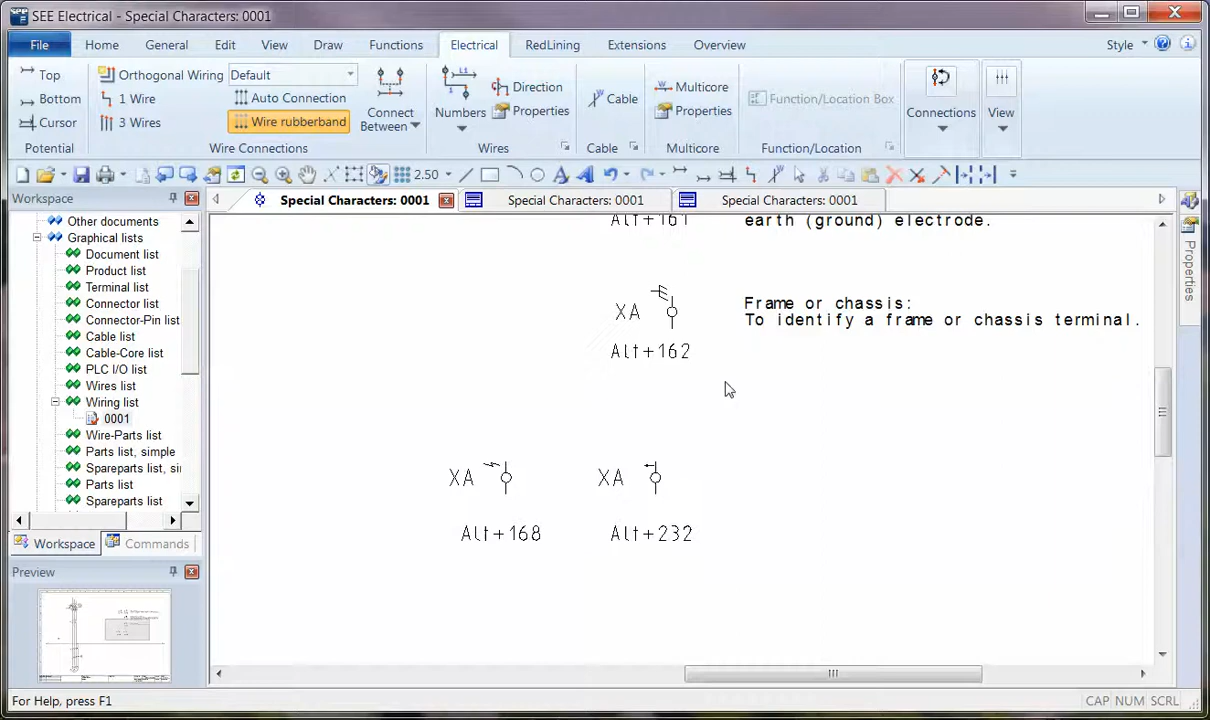 SEE Electrical - Special Characters: 0001
File Home General Edit View Draw Functions Electrical RedLining Extensions Overview Style
Top Orthogonal Wiring Default
Bottom 1 Wire Auto Connection
Cursor 3 Wires Wire rubberband
Connect Between
Numbers Direction
Properties
Cable
Multicore
Properties
Function/Location Box
Connections
View
Potential Wire Connections Wires Cable Multicore Function/Location
2.50
Workspace
Special Characters: 0001 Special Characters: 0001 Special Characters: 0001
Other documents
Graphical lists
Document list
Product list
Terminal list
Connector list
Connector-Pin list
Cable list
Cable-Core list
PLC I/O list
Wires list
Wiring list
0001
Wire-Parts list
Parts list, simple
Spareparts list, si
Parts list
Spareparts list
Workspace Commands
Preview
Alt+161 earth (ground) electrode.
XA Frame or chassis:
To identify a frame or chassis terminal.
Alt+162
XA XA
Alt+168 Alt+232
Properties
For Help, press F1 CAP NUM SCRL